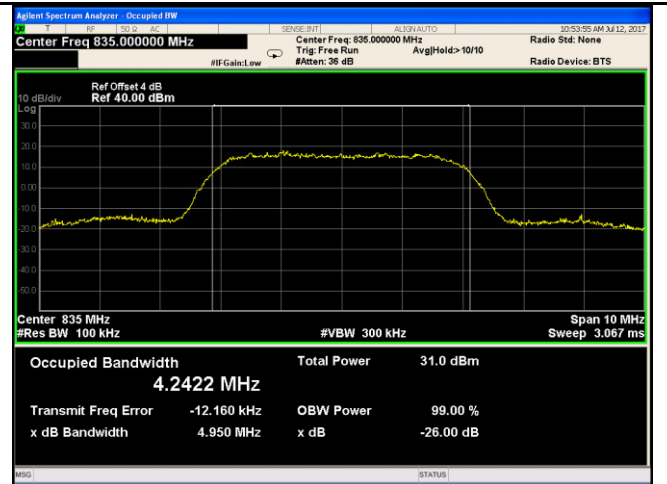 Agilent Spectrum Analyzer - Occupied BW
T RF 50 Ω AC SENSE:INT ALIGN AUTO 10:53:55 AM Jul 12, 2017
Center Freq 835.000000 MHz
Center Freq: 835.000000 MHz
Radio Std: None
Trig: Free Run Avg|Hold:> 10/10
#IFGain:Low #Atten: 36 dB Radio Device: BTS
Ref Offset 4 dB
10 dB/div Ref 40.00 dBm
Log
30.0
20.0
10.0
0.00
-10.0
-20.0
-30.0
-40.0
-50.0
Center 835 MHz Span 10 MHz
#Res BW 100 kHz #VBW 300 kHz Sweep 3.067 ms
Occupied Bandwidth Total Power 31.0 dBm
4.2422 MHz
Transmit Freq Error -12.160 kHz OBW Power 99.00 %
x dB Bandwidth 4.950 MHz x dB -26.00 dB
MSG STATUS